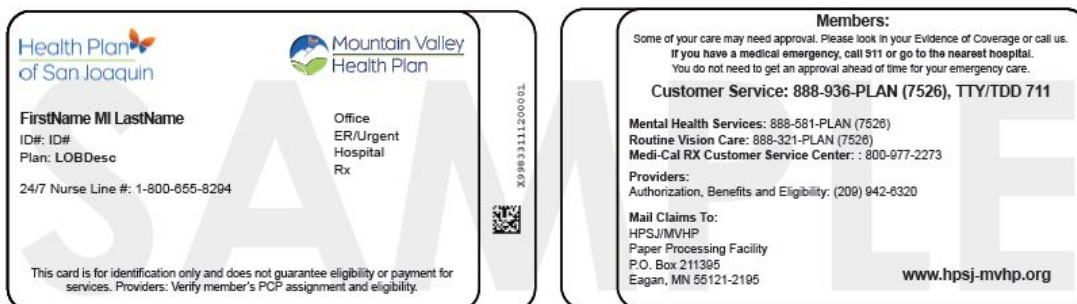 Health Plan
of San Joaquin
Mountain Valley
Health Plan
FirstName MI LastName
ID#: ID#
Plan: LOBDesc
24/7 Nurse Line #: 1-800-655-8294
Office
ER/Urgent
Hospital
Rx
X99833111200001
This card is for identification only and does not guarantee eligibility or payment for
services. Providers: Verify member's PCP assignment and eligibility.
Members:
Some of your care may need approval. Please look in your Evidence of Coverage or call us.
If you have a medical emergency, call 911 or go to the nearest hospital.
You do not need to get an approval ahead of time for your emergency care.
Customer Service: 888-936-PLAN (7526), TTY/TDD 711
Mental Health Services: 888-581-PLAN (7526)
Routine Vision Care: 888-321-PLAN (7526)
Medi-Cal RX Customer Service Center: : 800-977-2273
Providers:
Authorization, Benefits and Eligibility: (209) 942-6320
Mail Claims To:
HPSJ/MVHP
Paper Processing Facility
P.O. Box 211395
Eagan, MN 55121-2195
www.hpsj-mvhp.org
SAMPLE